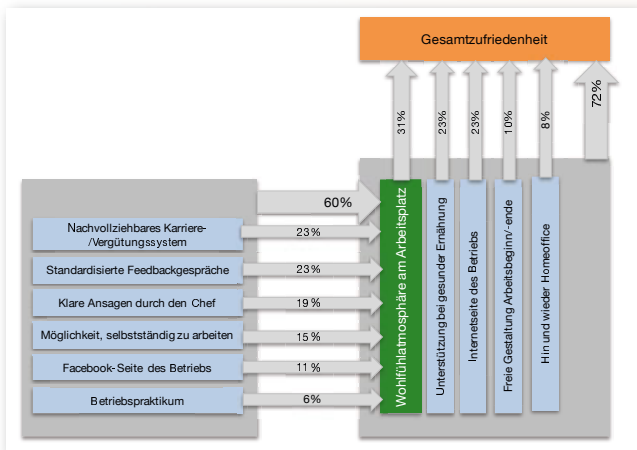 Gesamtzufriedenheit
31%
23%
23%
10%
8%
72%
60%
Nachvollziehbares Karriere-
/Vergütungssystem
23%
Standardisierte Feedbackgespräche
23%
Klare Ansagen durch den Chef
19%
Möglichkeit, selbstständig zu arbeiten
15%
Facebook-Seite des Betriebs
11%
Betriebspraktikum
6%
Wohlfühlatmosphäre am Arbeitsplatz
Unterstützung bei gesunder Ernährung
Internetseite des Betriebs
Freie Gestaltung Arbeitsbeginn/-ende
Hin und wieder Homeoffice